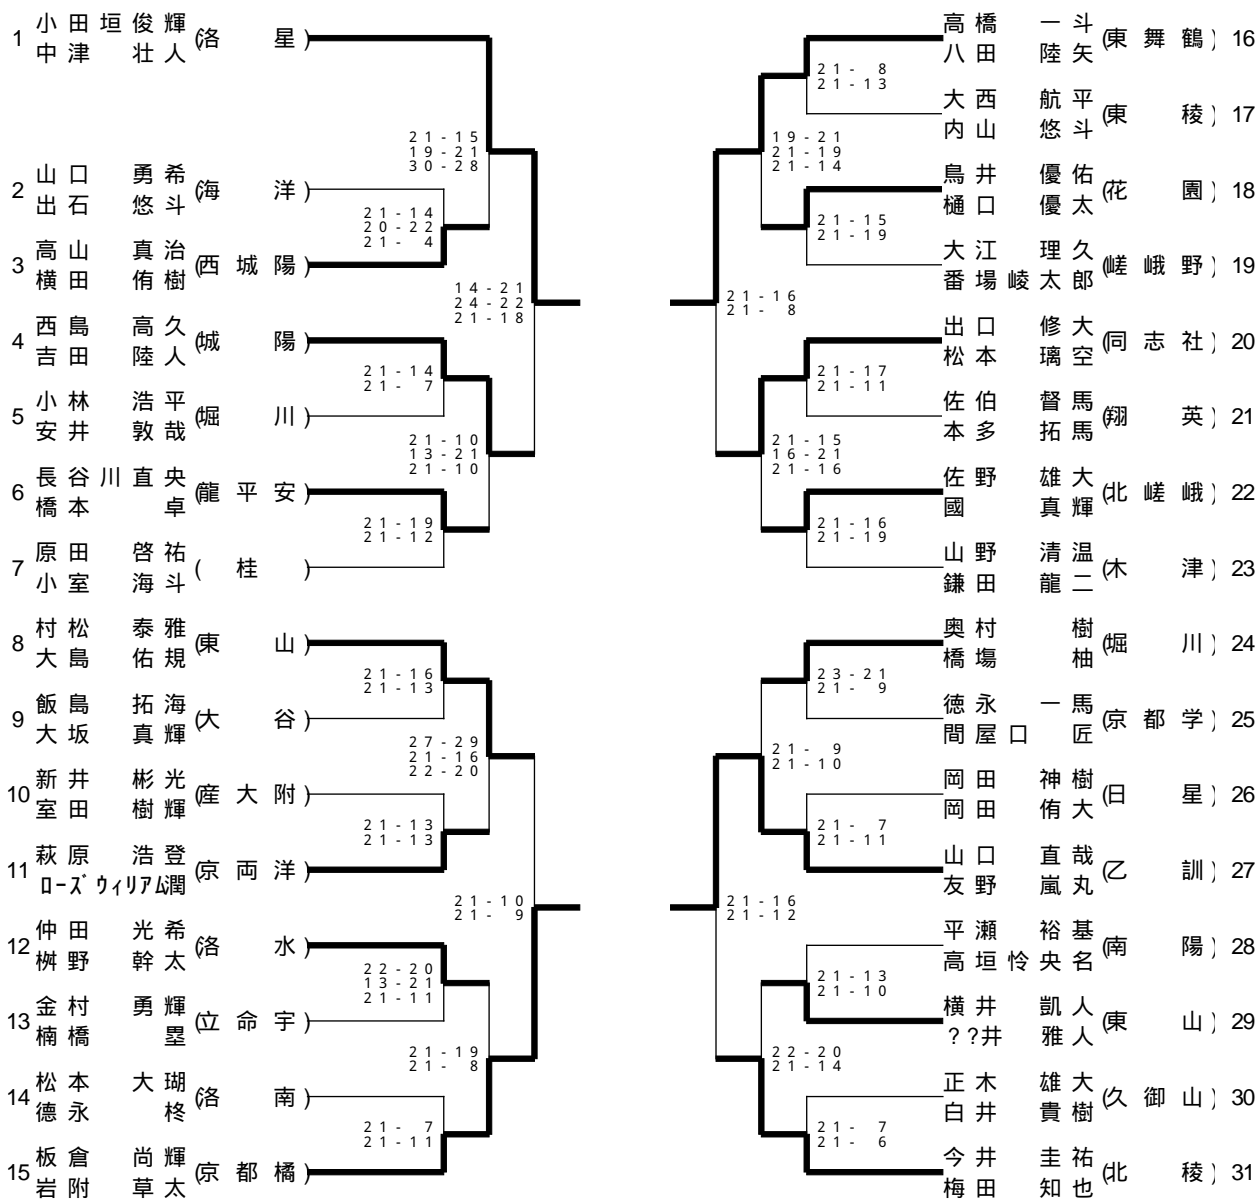 1 小田垣俊輝 (洛星)
中津壮人
21-15
19-21
30-28
2 山口勇希 (海洋)
出石悠斗
21-14
20-22
21-4
3 高山真治 (西城陽)
横田侑樹
14-21
24-22
21-18
4 西島高久 (城陽)
吉田陸人
21-14
21-7
5 小林浩平 (堀川)
安井敦哉
21-10
13-21
21-10
6 長谷川直央 (龍平安)
橋本卓
21-19
21-12
7 原田啓祐 (桂)
小室海斗
8 村松泰雅 (東山)
大島佑規
21-16
21-13
9 飯島拓海 (大谷)
大坂真輝
27-29
21-16
22-20
10 新井彬光 (産大附)
室田樹輝
21-13
21-13
11 萩原浩登 (京両洋)
ローズウィリアム潤
21-10
21-9
12 仲田光希 (洛水)
桝野幹太
22-20
13-21
21-11
13 金村勇輝 (立命宇)
楠橋塁
21-19
21-8
14 松本大瑚 (洛南)
德永柊
21-7
21-11
15 板倉尚輝 (京都橘)
岩附草太
高橋一斗 (東舞鶴) 16
八田陸矢
21-8
21-13
大西航平 (東稜) 17
内山悠斗
19-21
21-19
21-14
鳥井優佑 (花園) 18
樋口優太
21-15
21-19
大江理久 (嵯峨野) 19
番場崚太郎
21-16
21-8
出口修大 (同志社) 20
松本璃空
21-17
21-11
佐伯督馬 (翔英) 21
本多拓馬
21-15
16-21
21-16
佐野雄大 (北嵯峨) 22
國真輝
21-16
21-19
山野清温 (木津) 23
鎌田龍二
奥村樹 (堀川) 24
橋塲柚
23-21
21-9
徳永一馬 (京都学) 25
間屋口匠
21-9
21-10
岡田神樹 (日星) 26
岡田侑大
21-7
21-11
山口直哉 (乙訓) 27
友野嵐丸
21-16
21-12
平瀬裕基 (南陽) 28
高垣怜央名
21-13
21-10
横井凱人 (東山) 29
??井雅人
22-20
21-14
正木雄大 (久御山) 30
白井貴樹
21-7
21-6
今井圭祐 (北稜) 31
梅田知也